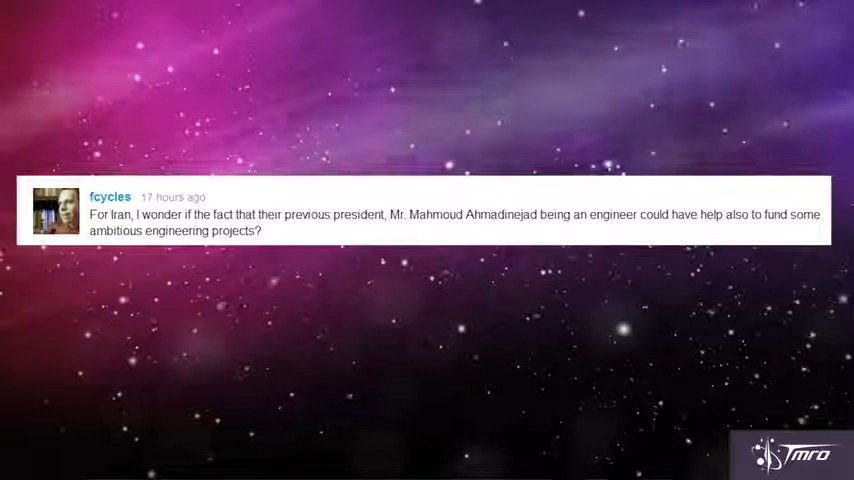 fcycles 17 hours ago
For Iran, I wonder if the fact that their previous president, Mr. Mahmoud Ahmadinejad being an engineer could have help also to fund some
ambitious engineering projects?
Tmro